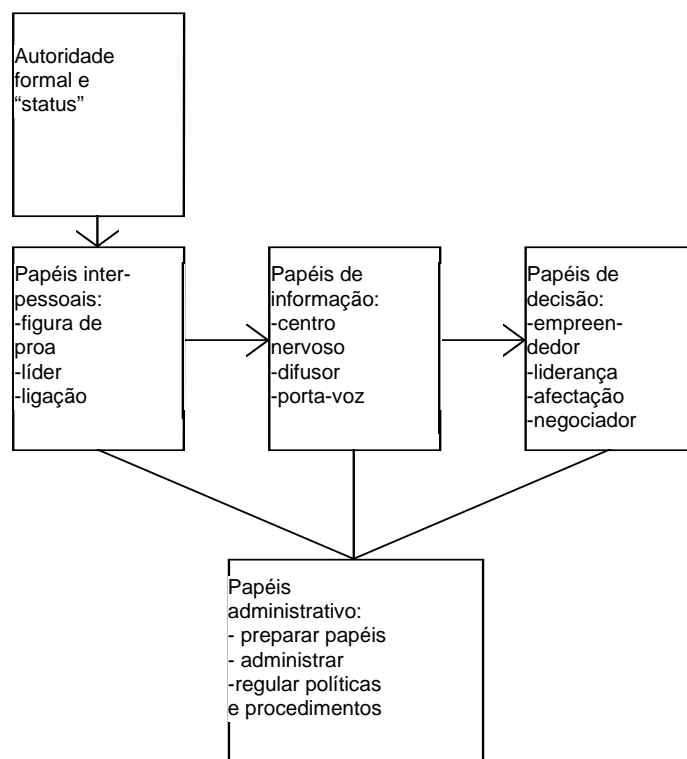 Autoridade
formal e
“status”
Papéis inter-
pessoais:
-figura de
proa
-líder
-ligação
Papéis de
informação:
-centro
nervoso
-difusor
-porta-voz
Papéis de
decisão:
-empreen-
dedor
-liderança
-afectação
-negociador
Papéis
administrativo:
- preparar papéis
- administrar
-regular políticas
e procedimentos